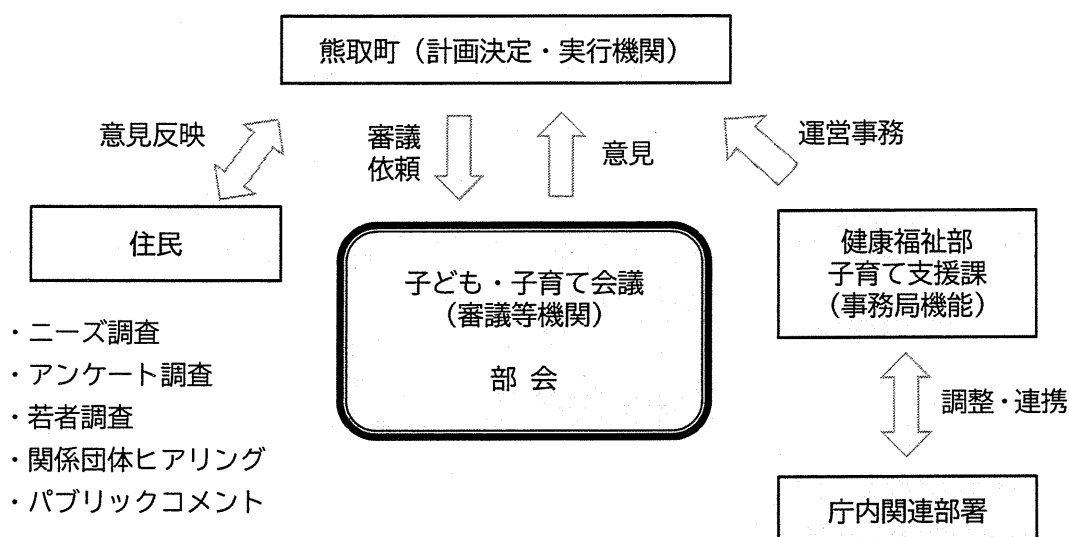 熊取町（計画決定・実行機関）
意見反映
審議
依頼
意見
運営事務
住民
子ども・子育て会議
（審議等機関）
部 会
健康福祉部
子育て支援課
（事務局機能）
・ニーズ調査
・アンケート調査
・若者調査
・関係団体ヒアリング
・パブリックコメント
調整・連携
庁内関連部署